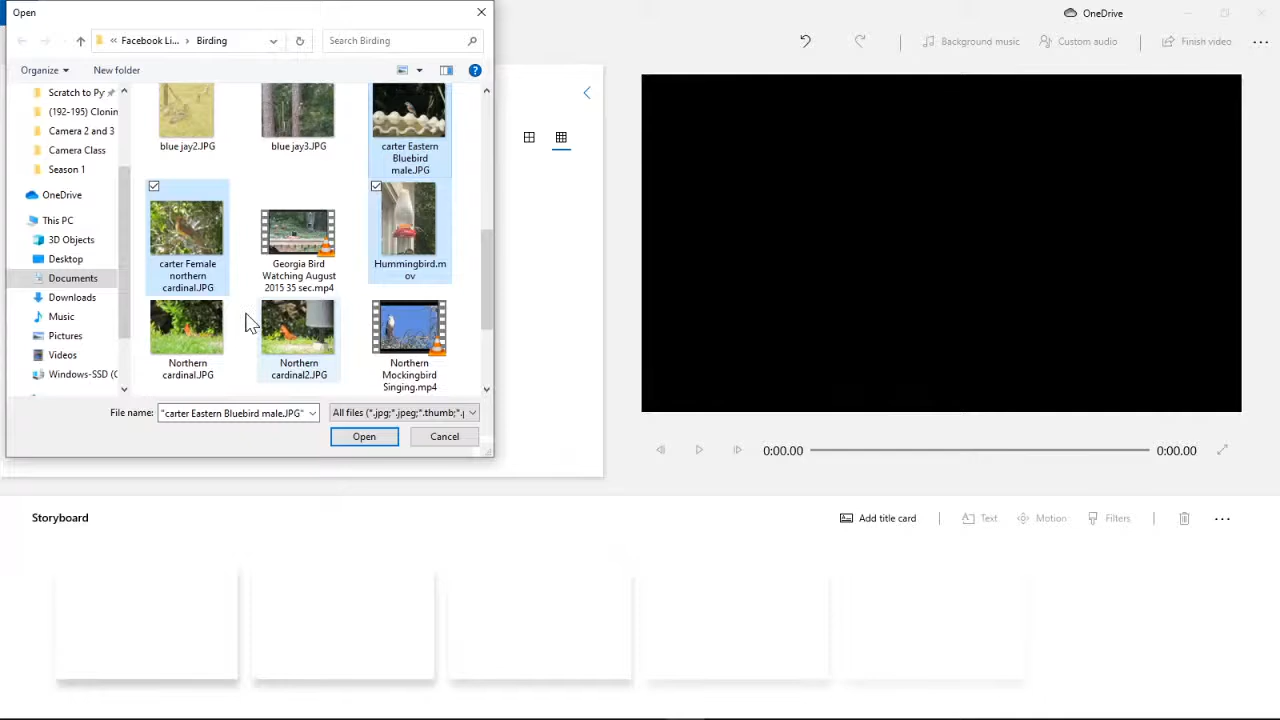 Open
OneDrive
« Facebook Li... › Birding
Search Birding
Background music
Custom audio
Finish video
Organize
New folder
Scratch to Py
(192-195) Clonin
Camera 2 and 3
Camera Class
Season 1
OneDrive
This PC
3D Objects
Desktop
Documents
Downloads
Music
Pictures
Videos
Windows-SSD (C
blue jay2.JPG
blue jay3.JPG
carter Eastern
Bluebird
male.JPG
carter Female
northern
cardinal.JPG
Georgia Bird
Watching August
2015 35 sec.mp4
Hummingbird.m
ov
Northern
cardinal.JPG
Northern
cardinal2.JPG
Northern
Mockingbird
Singing.mp4
File name:
"carter Eastern Bluebird male.JPG"
All files (*.jpg;*.jpeg;*.thumb;*.p
Open
Cancel
0:00.00
0:00.00
Storyboard
Add title card
Text
Motion
Filters